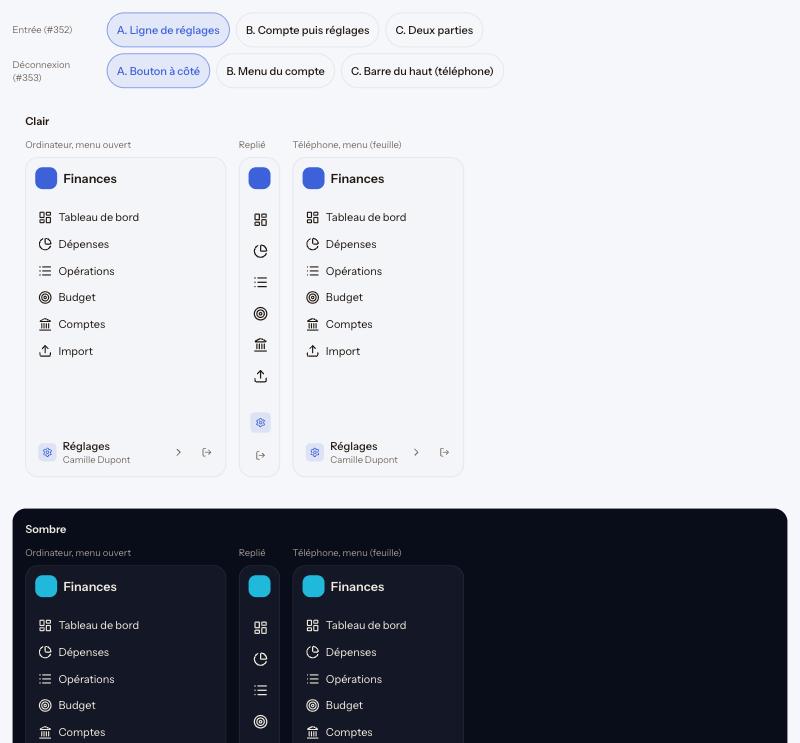 Entrée (#352)
A. Ligne de réglages
B. Compte puis réglages
C. Deux parties
Déconnexion
(#353)
A. Bouton à côté
B. Menu du compte
C. Barre du haut (téléphone)
Clair
Ordinateur, menu ouvert
Replié
Téléphone, menu (feuille)
Finances
Tableau de bord
Dépenses
Opérations
Budget
Comptes
Import
Réglages
Camille Dupont
Finances
Tableau de bord
Dépenses
Opérations
Budget
Comptes
Import
Réglages
Camille Dupont
Sombre
Ordinateur, menu ouvert
Replié
Téléphone, menu (feuille)
Finances
Tableau de bord
Dépenses
Opérations
Budget
Comptes
Finances
Tableau de bord
Dépenses
Opérations
Budget
Comptes